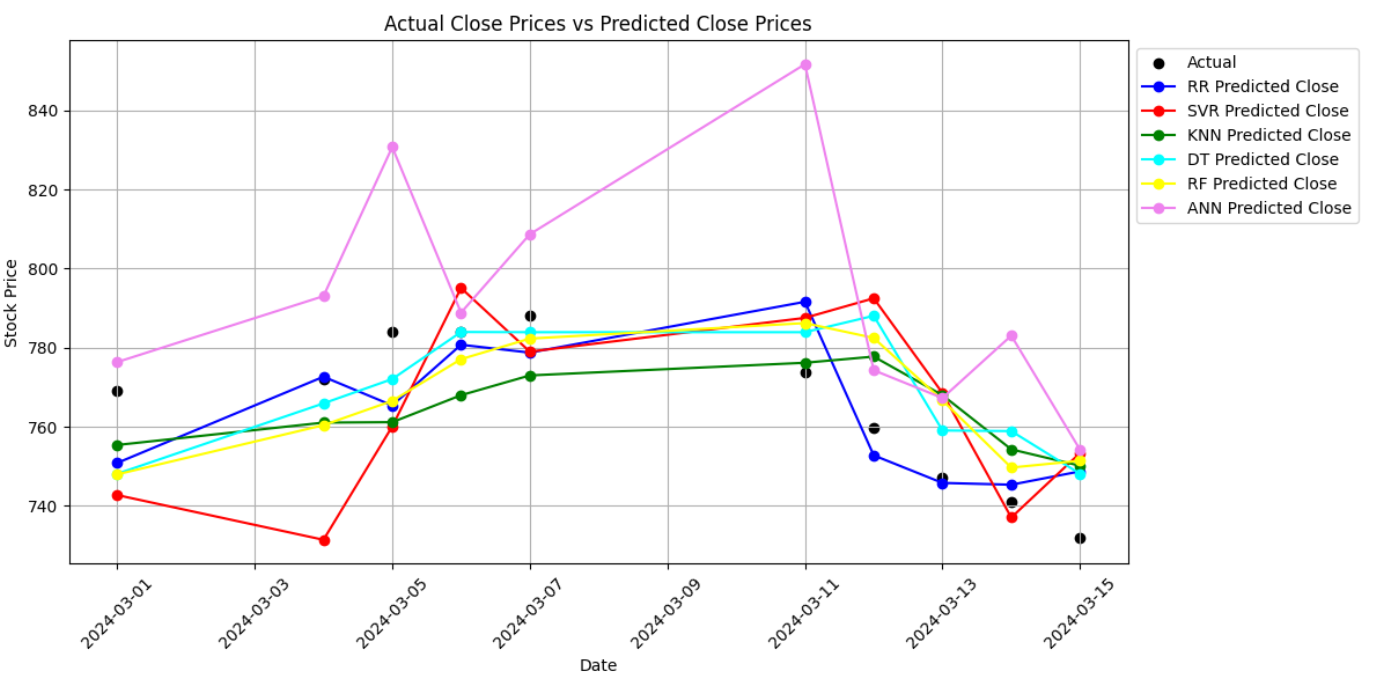 Actual Close Prices vs Predicted Close Prices
Actual
RR Predicted Close
SVR Predicted Close
KNN Predicted Close
DT Predicted Close
RF Predicted Close
ANN Predicted Close
Stock Price
840
820
800
780
760
740
2024-03-01
2024-03-03
2024-03-05
2024-03-07
2024-03-09
2024-03-11
2024-03-13
2024-03-15
Date